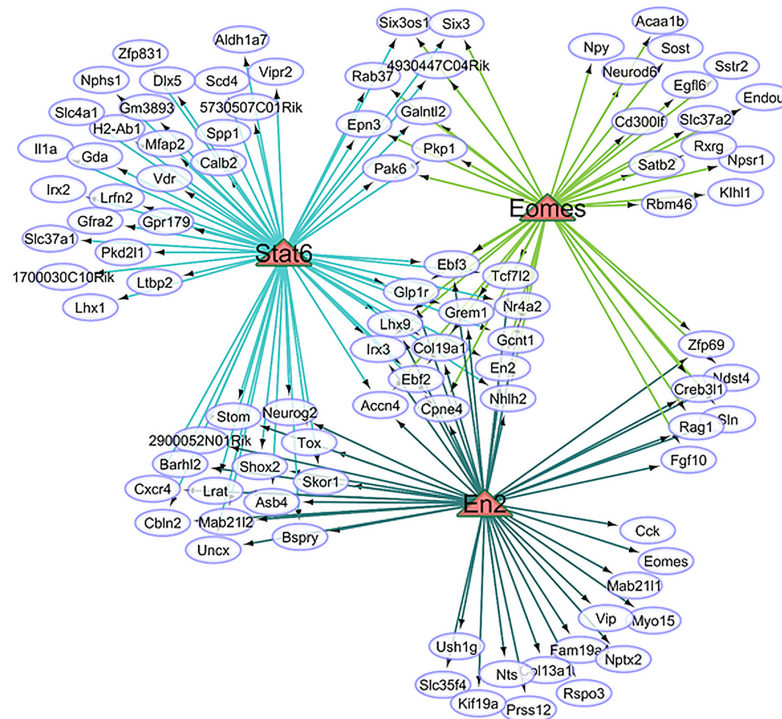 Six3os1
Six3
Acaa1b
Aldh1a7
Npy
Sost
Zfp831
4930447C04Rik
Rab37
Neurod6
Sstr2
Nphs1
Dlx5
Scd4
Vipr2
Egfl6
Endou
Slc4a1
Gm3893
5730507C01Rik
Galntl2
Cd300lf
Slc37a2
H2-Ab1
Spp1
Epn3
Il1a
Mfap2
Pkp1
Rxrg
Gda
Calb2
Satb2
Npsr1
Vdr
Pak6
Irx2
Lrfn2
Klhl1
Gfra2
Gpr179
Eomes
Rbm46
Slc37a1
Pkd2l1
Stat6
Ebf3
Tcf7l2
1700030C10Rik
Ltbp2
Glp1r
Nr4a2
Lhx1
Lhx9
Grem1
Irx3
Col19a1
Gcnt1
Zfp69
Ebf2
En2
Ndst4
Accn4
Nhlh2
Creb3l1
Stom
Neurog2
Cpne4
Rag1
Sln
2900052N01Rik
Tox
Barhl2
Shox2
Fgf10
Cxcr4
Lrat
Skor1
Asb4
En2
Cbln2
Mab21l2
Uncx
Bspry
Cck
Eomes
Mab21l1
Vip
Myo15
Ush1g
Fam19a
Nptx2
Slc35f4
Nts
Col13a1
Rspo3
Kif19a
Prss12